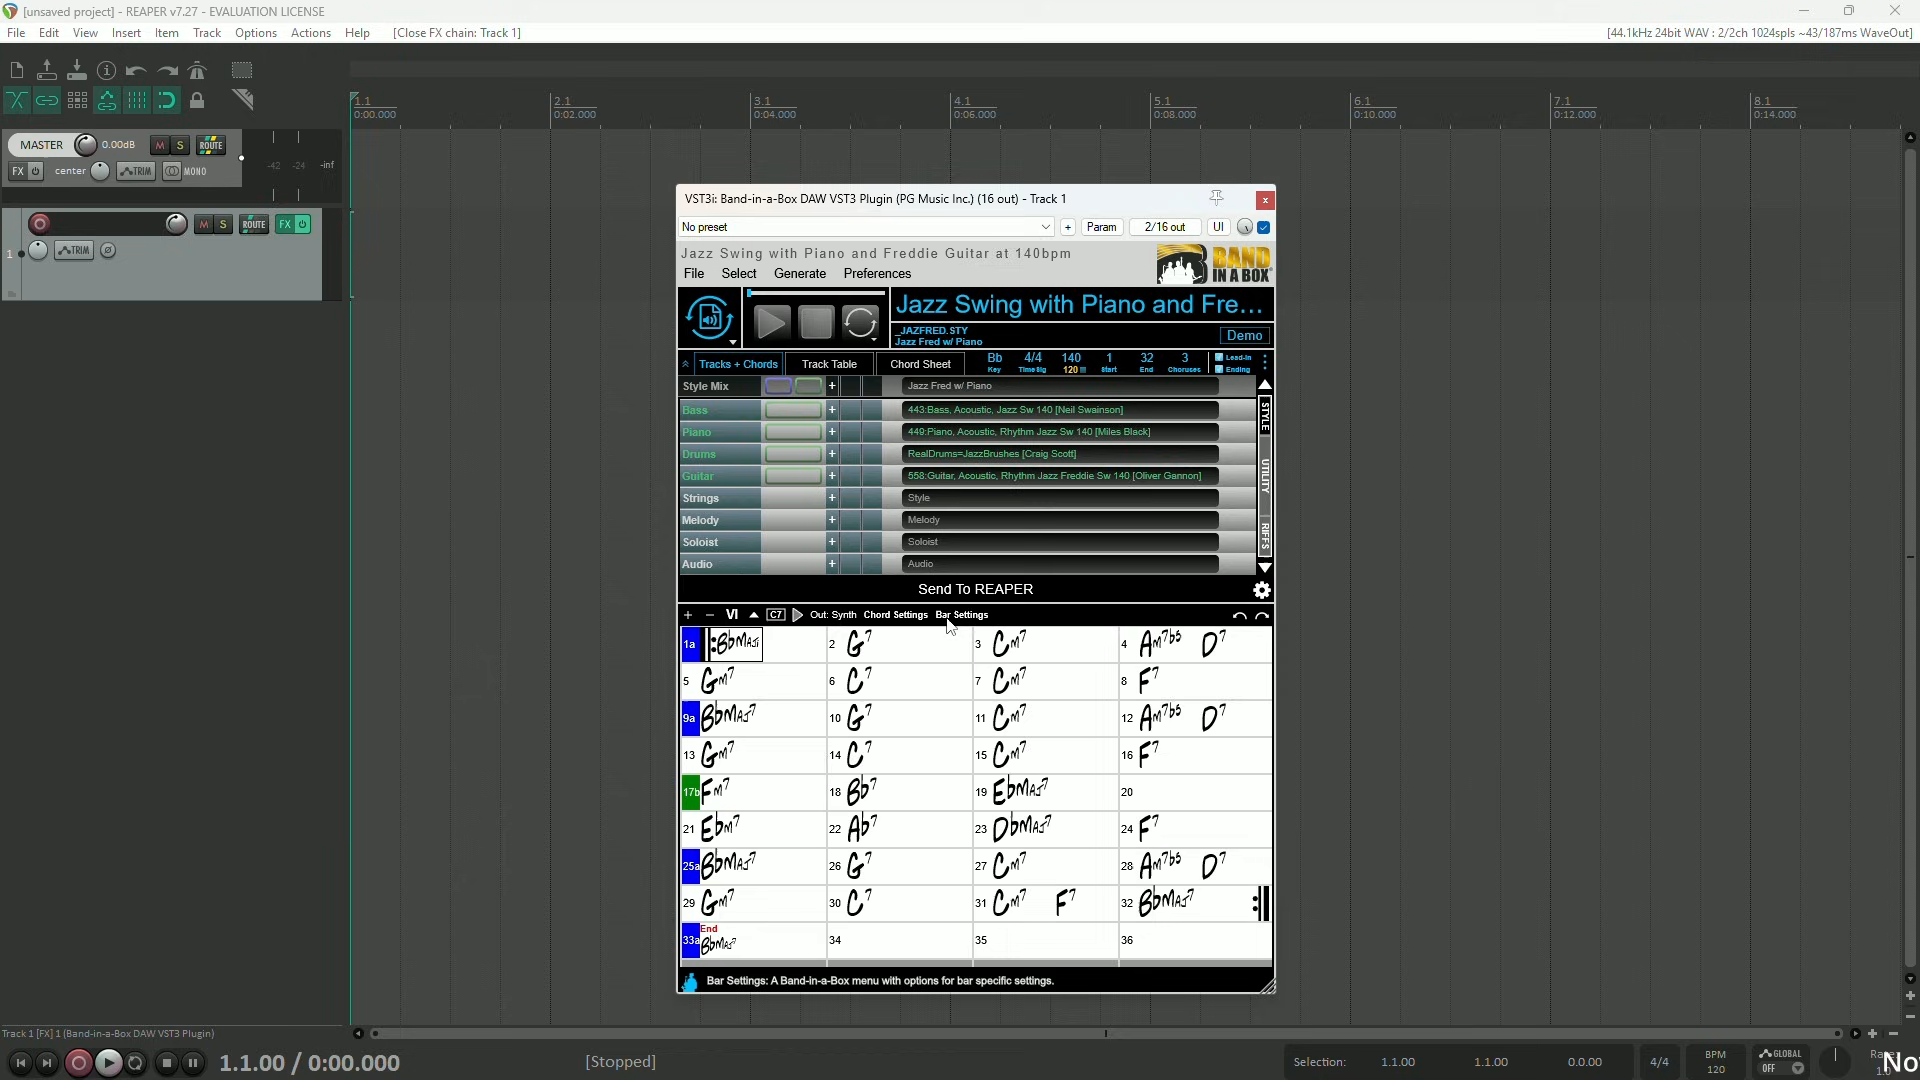 [unsaved project] - REAPER v7.27 - EVALUATION LICENSE
File Edit View Insert Item Track Options Actions Help [Close FX chain: Track 1]
[44.1kHz 24bit WAV : 2/2ch 1024spls ~43/187ms WaveOut]
1.1 2.1 3.1 4.1 5.1 6.1 7.1 8.1
0:00.000 0:02.000 0:04.000 0:06.000 0:08.000 0:10.000 0:12.000 0:14.000
MASTER 0.00dB M S ROUTE
FX center TRIM MONO -42 -24 -inf
M S ROUTE FX
1 TRIM
VST3i: Band-in-a-Box DAW VST3 Plugin (PG Music Inc.) (16 out) - Track 1
No preset + Param 2/16 out UI
Jazz Swing with Piano and Freddie Guitar at 140bpm
BAND IN A BOX
File Select Generate Preferences
Jazz Swing with Piano and Fre...
_JAZFRED.STY
Jazz Fred w/ Piano
Demo
Tracks + Chords Track Table Chord Sheet
Bb 4/4 140 1 32 3 Lead-In
Key Time Sig 120 Start End Choruses Ending
Style Mix + Jazz Fred w/ Piano
Bass + 443:Bass, Acoustic, Jazz Sw 140 [Neil Swainson]
Piano + 449:Piano, Acoustic, Rhythm Jazz Sw 140 [Miles Black]
Drums + RealDrums=JazzBrushes [Craig Scott]
Guitar + 558:Guitar, Acoustic, Rhythm Jazz Freddie Sw 140 [Oliver Gannon]
Strings + Style
Melody + Melody
Soloist + Soloist
Audio + Audio
STYLE
UTILITY
RIFFS
Send To REAPER
+ - VI C7 Out: Synth Chord Settings Bar Settings
1a BbMaj 2 G7 3 Cm7 4 Am7b5 D7
5 Gm7 6 C7 7 Cm7 8 F7
9a BbMaj7 10 G7 11 Cm7 12 Am7b5 D7
13 Gm7 14 C7 15 Cm7 16 F7
17b Fm7 18 Bb7 19 EbMaj7 20
21 Ebm7 22 Ab7 23 DbMaj7 24 F7
25a BbMaj7 26 G7 27 Cm7 28 Am7b5 D7
29 Gm7 30 C7 31 Cm7 F7 32 BbMaj7
End
33a BbMaj7 34 35 36
Bar Settings: A Band-in-a-Box menu with options for bar specific settings.
Track 1 [FX] 1 (Band-in-a-Box DAW VST3 Plugin)
1.1.00 / 0:00.000 [Stopped]
Selection: 1.1.00 1.1.00 0.0.00 4/4 BPM 120 GLOBAL OFF
No